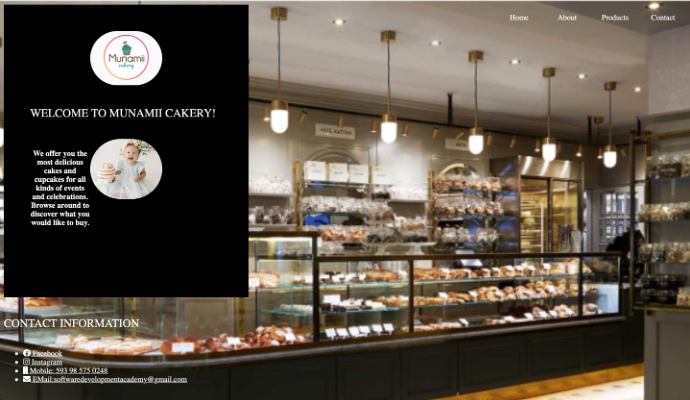 Home About Products Contact
Munamii
cakery
WELCOME TO MUNAMII CAKERY!
We offer you the
most delicious
cakes and
cupcakes for all
kinds of events
and celebrations.
Browse around to
discover what you
would like to buy.
CONTACT INFORMATION
Facebook
Instagram
Mobile: 593 98 575 0248
EMail:softwaredevelopmentacademy@gmail.com